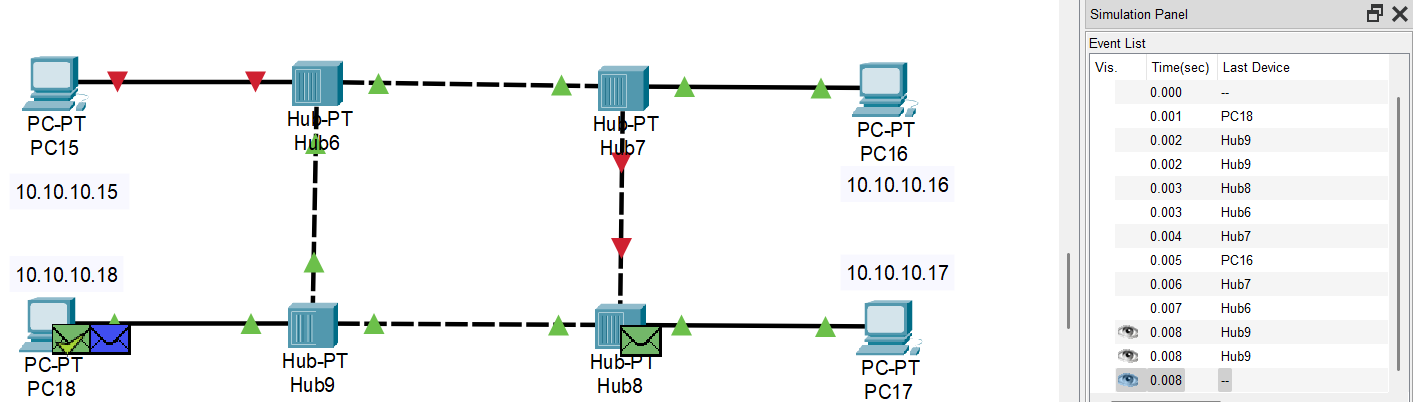 PC-PT
PC15
Hub-PT
Hub6
Hub-PT
Hub7
PC-PT
PC16
10.10.10.15
10.10.10.16
10.10.10.18
10.10.10.17
PC-PT
PC18
Hub-PT
Hub9
Hub-PT
Hub8
PC-PT
PC17
Simulation Panel
Event List
Vis. Time(sec) Last Device
0.000 --
0.001 PC18
0.002 Hub9
0.002 Hub9
0.003 Hub8
0.003 Hub6
0.004 Hub7
0.005 PC16
0.006 Hub7
0.007 Hub6
0.008 Hub9
0.008 Hub9
0.008 --